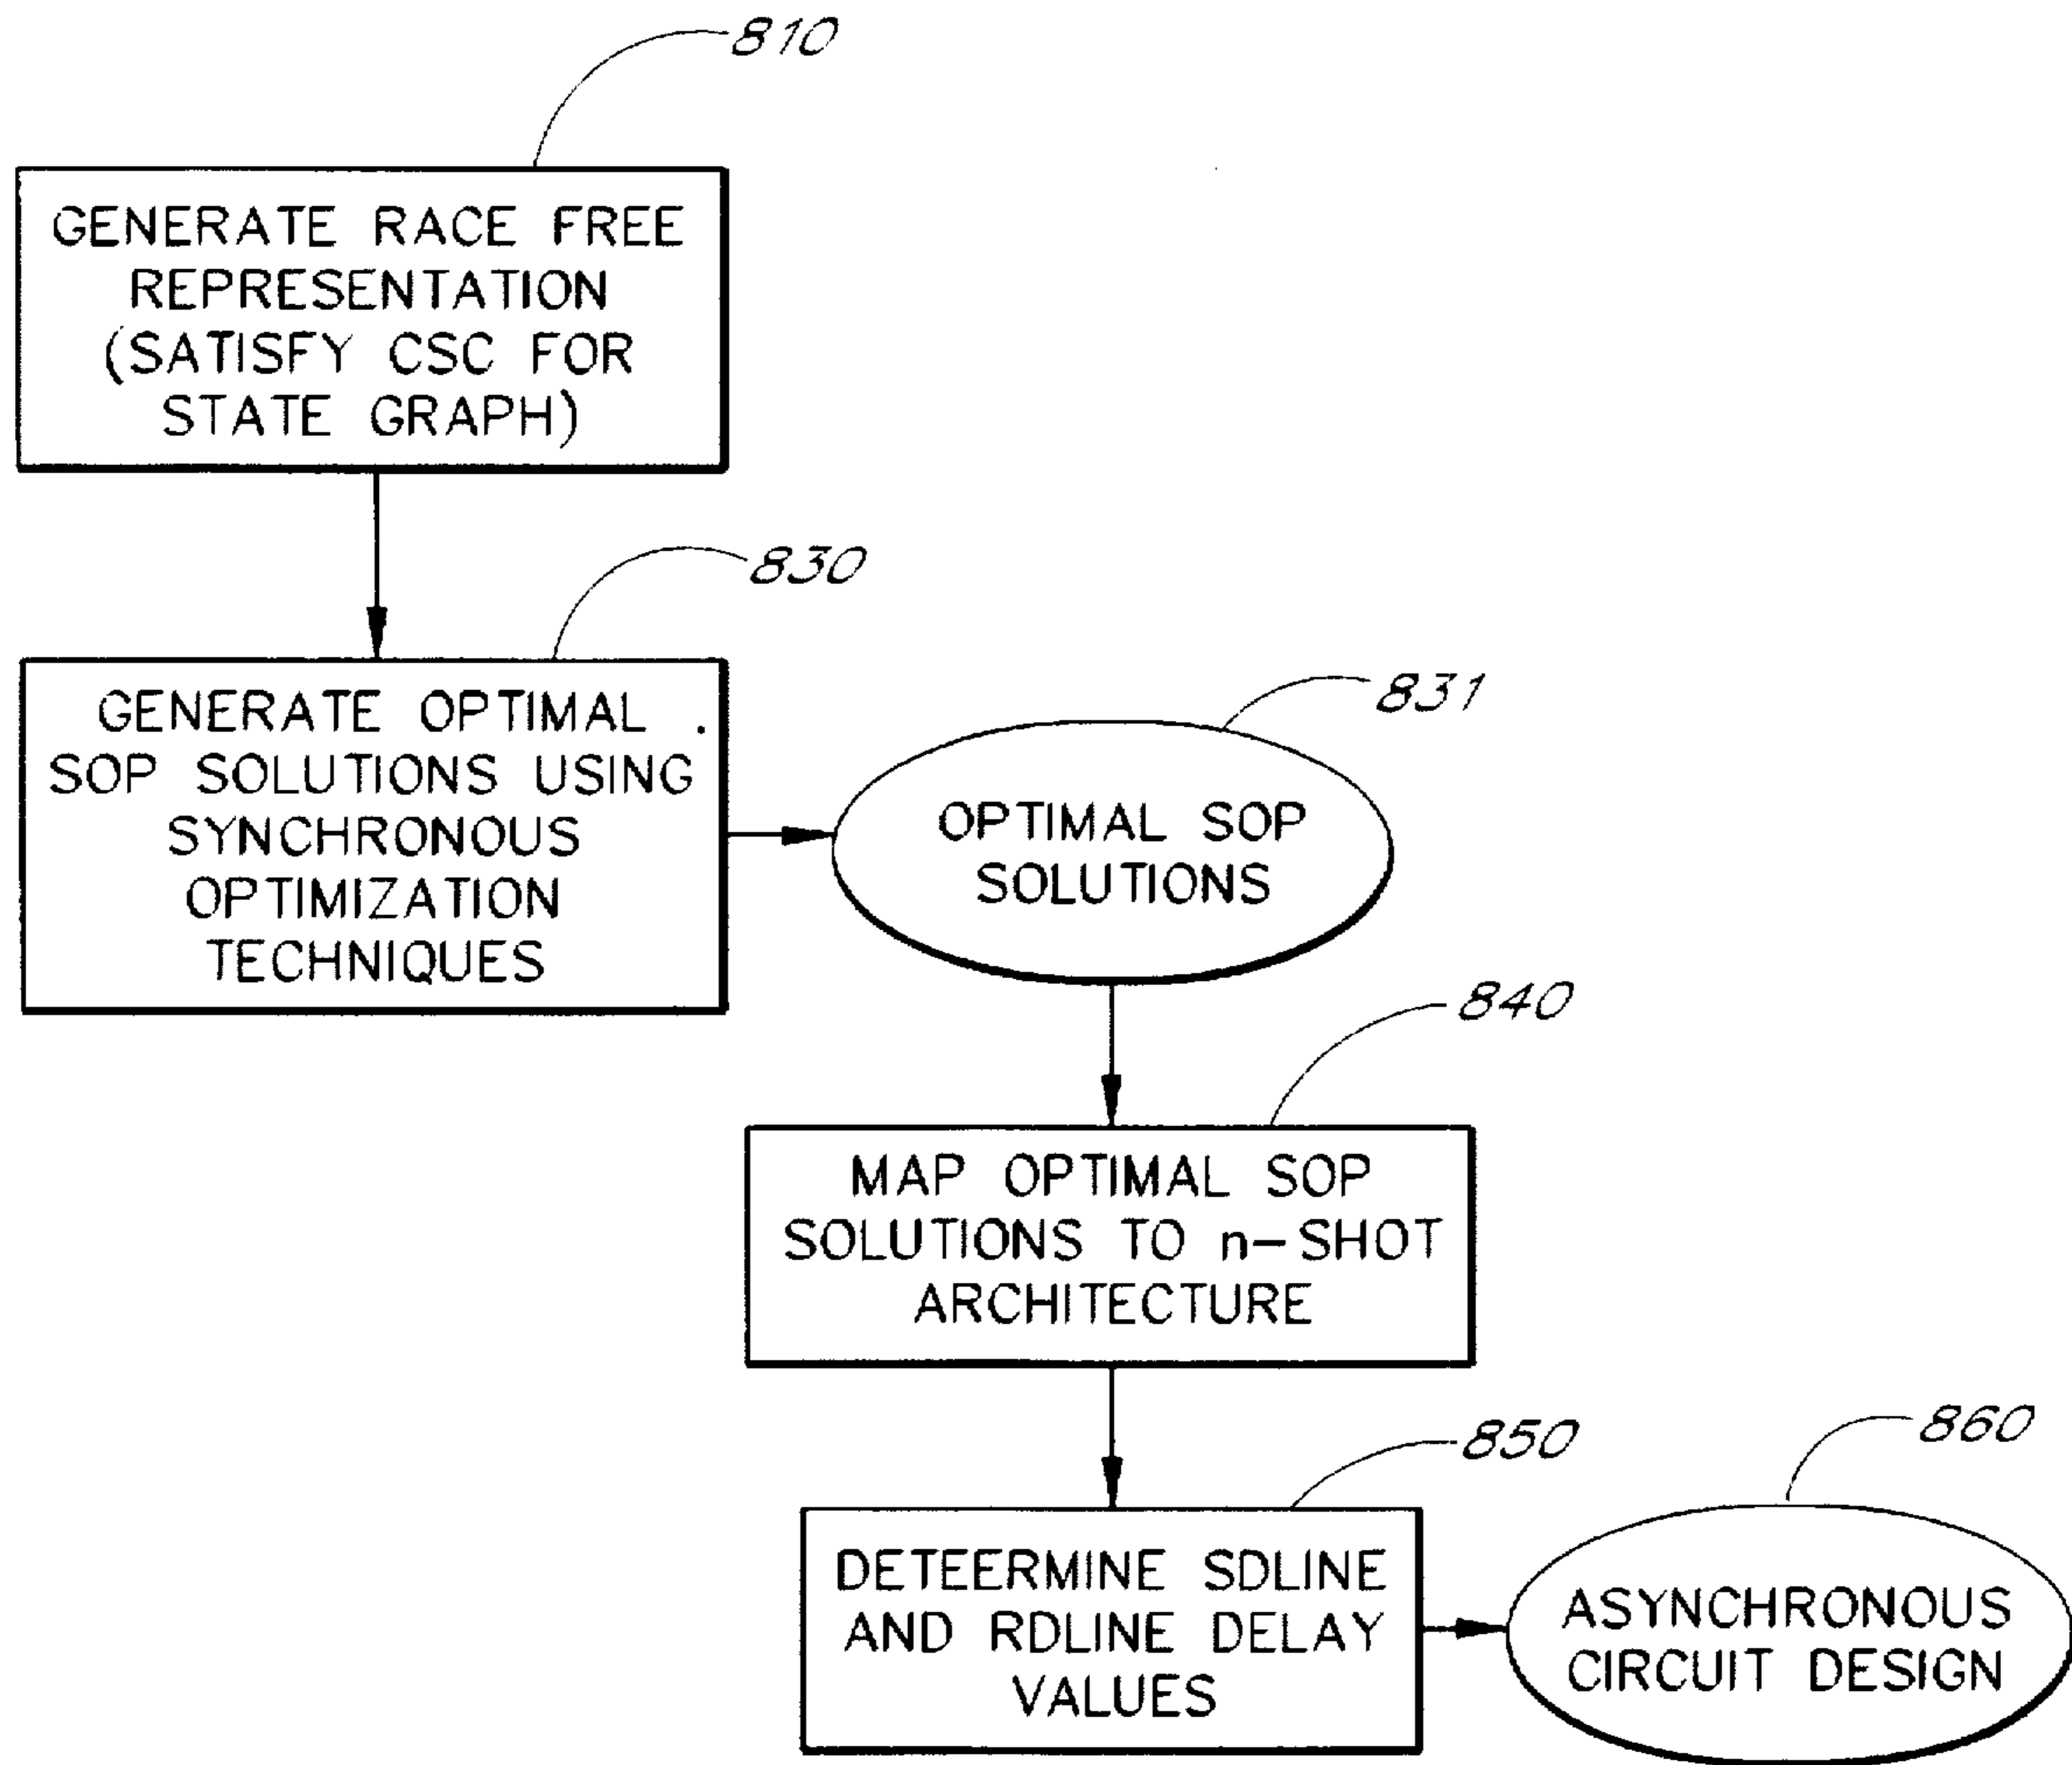 810
GENERATE RACE FREE
REPRESENTATION
(SATISFY CSC FOR
STATE GRAPH)
830
GENERATE OPTIMAL
SOP SOLUTIONS USING
SYNCHRONOUS
OPTIMIZATION
TECHNIQUES
831
OPTIMAL SOP
SOLUTIONS
840
MAP OPTIMAL SOP
SOLUTIONS TO n-SHOT
ARCHITECTURE
850
DETEERMINE SDLINE
AND RDLINE DELAY
VALUES
860
ASYNCHRONOUS
CIRCUIT DESIGN